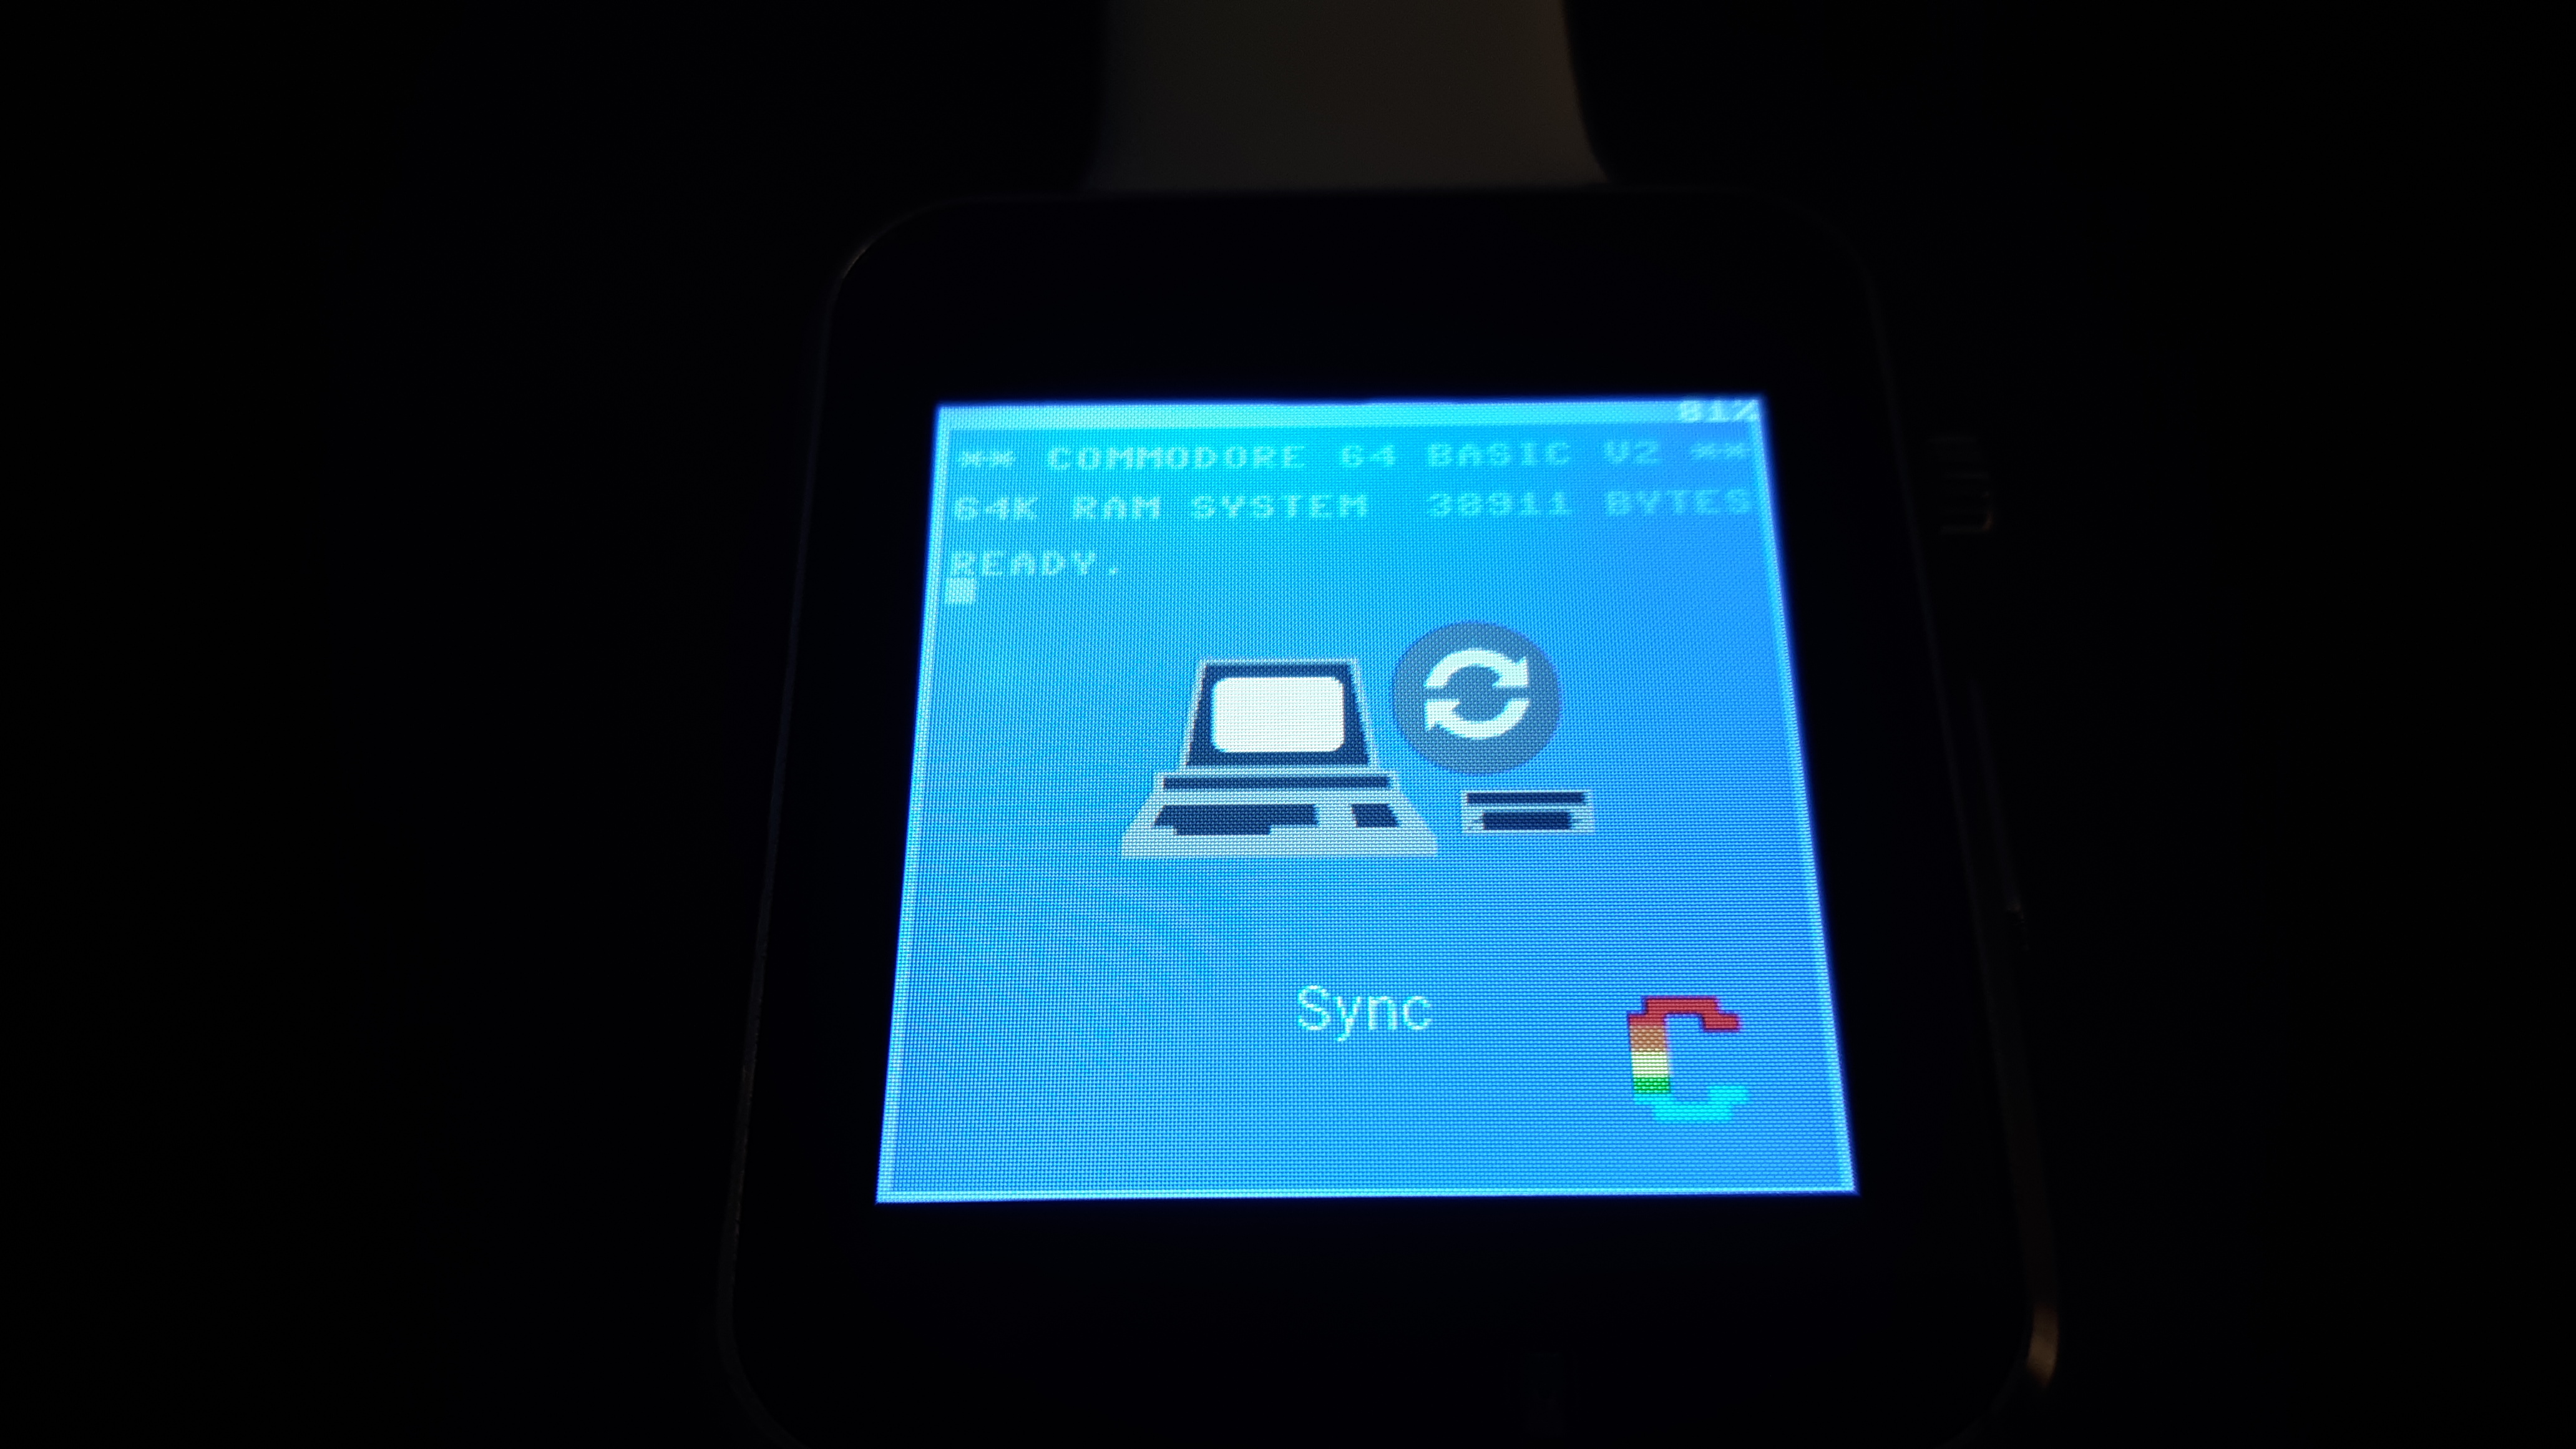 81%
** COMMODORE 64 BASIC V2 **
64K RAM SYSTEM 38911 BYTES
READY.
Sync
C